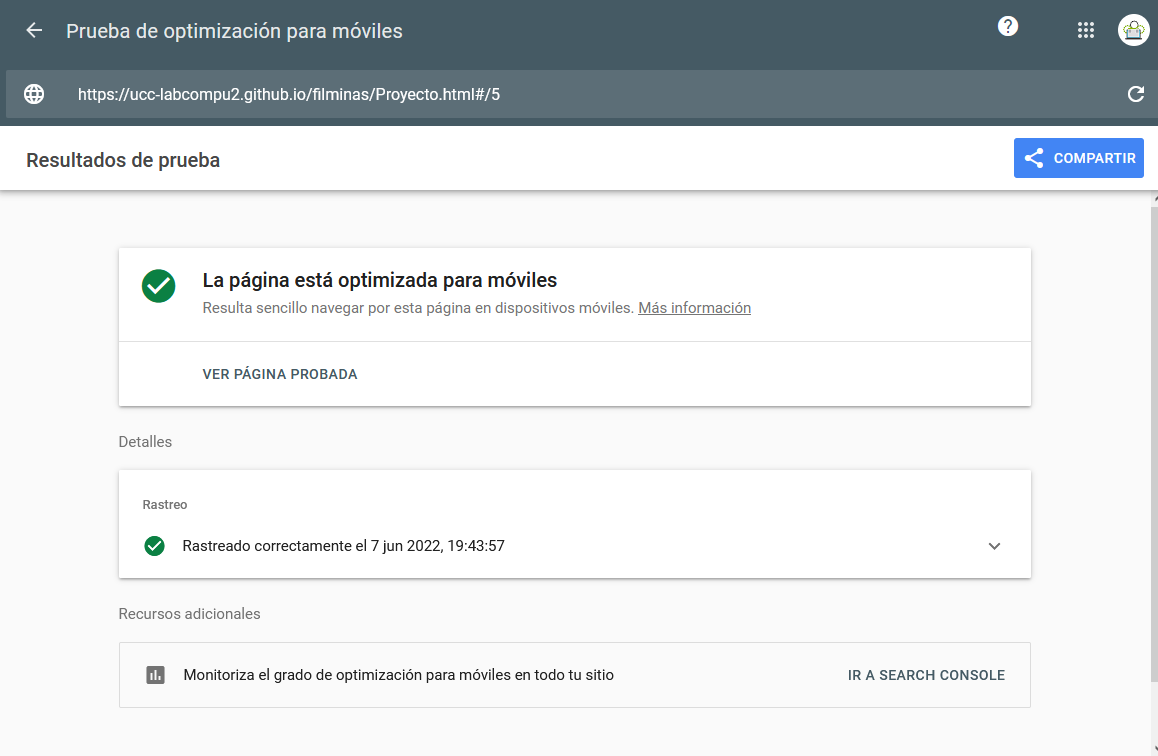 Prueba de optimización para móviles
?
https://ucc-labcompu2.github.io/filminas/Proyecto.html#/5
Resultados de prueba
COMPARTIR
La página está optimizada para móviles
Resulta sencillo navegar por esta página en dispositivos móviles. Más información
VER PÁGINA PROBADA
Detalles
Rastreo
Rastreado correctamente el 7 jun 2022, 19:43:57
Recursos adicionales
Monitoriza el grado de optimización para móviles en todo tu sitio
IR A SEARCH CONSOLE